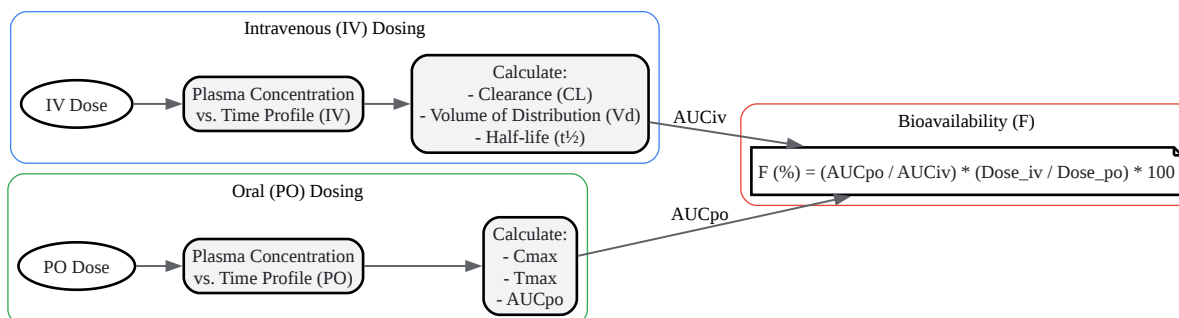 Intravenous (IV) Dosing
IV Dose
Plasma Concentration
vs. Time Profile (IV)
Calculate:
- Clearance (CL)
- Volume of Distribution (Vd)
- Half-life (t½)
AUCiv
Bioavailability (F)
F (%) = (AUCpo / AUCiv) * (Dose_iv / Dose_po) * 100
Oral (PO) Dosing
PO Dose
Plasma Concentration
vs. Time Profile (PO)
Calculate:
- Cmax
- Tmax
- AUCpo
AUCpo